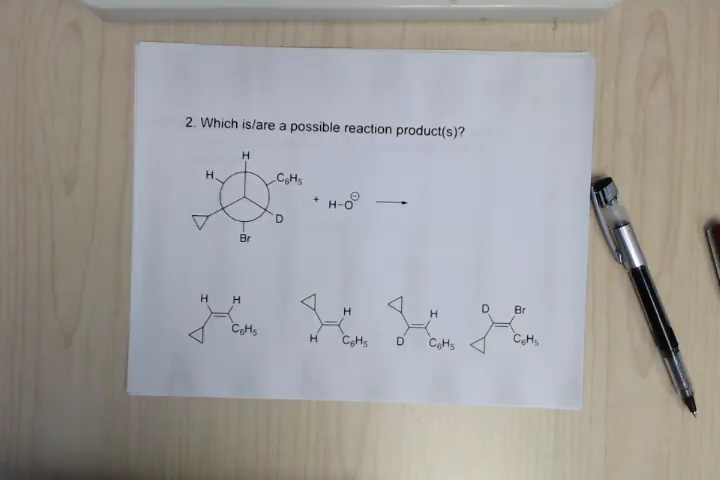 2. Which is/are a possible reaction product(s)?
H
H C₆H₅
+ H-O⊖
D
Br
H H C₆H₅
H H C₆H₅
D H C₆H₅
D Br C₆H₅